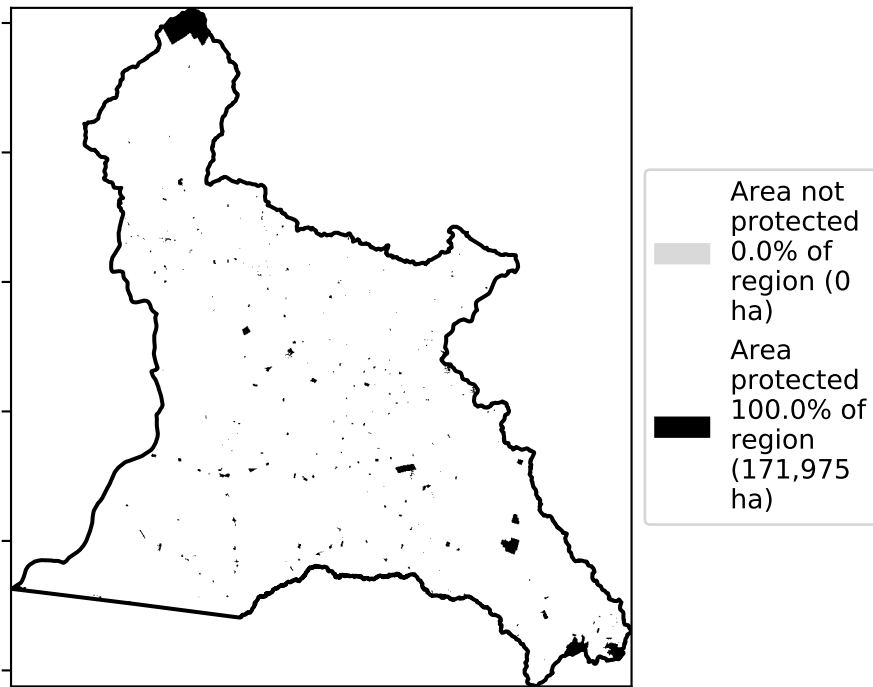 Area not
protected
0.0% of
region (0
ha)
Area
protected
100.0% of
region
(171,975
ha)